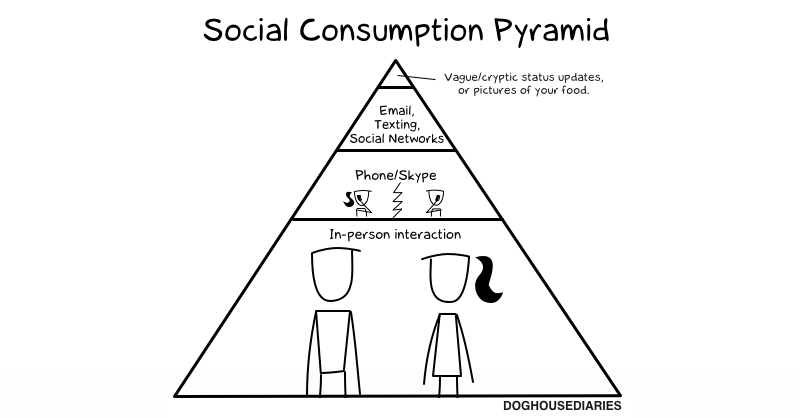 Social Consumption Pyramid
Vague/cryptic status updates,
or pictures of your food.
Email,
Texting,
Social Networks
Phone/Skype
In-person interaction
DOGHOUSEDIARIES